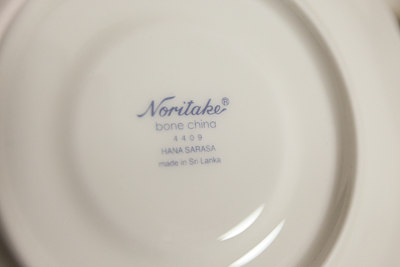 Noritake®
bone china
4409
HANA SARASA
made in Sri Lanka